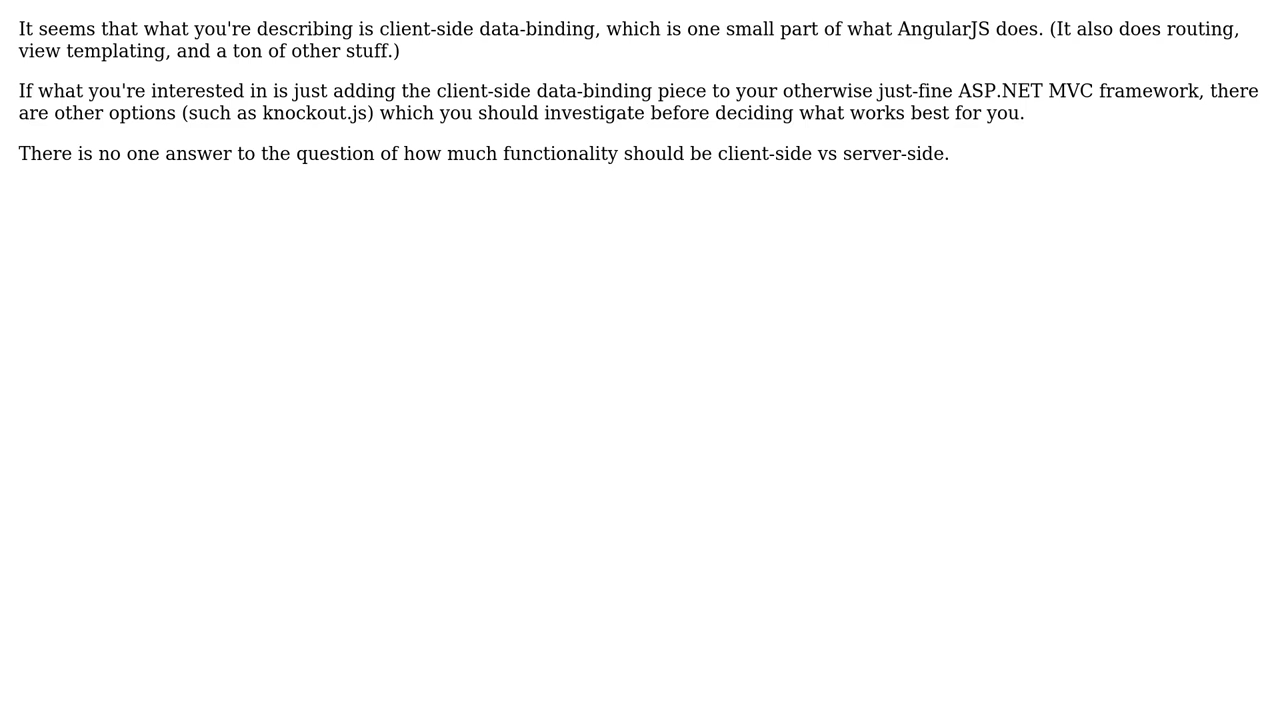 It seems that what you're describing is client-side data-binding, which is one small part of what AngularJS does. (It also does routing,
view templating, and a ton of other stuff.)
If what you're interested in is just adding the client-side data-binding piece to your otherwise just-fine ASP.NET MVC framework, there
are other options (such as knockout.js) which you should investigate before deciding what works best for you.
There is no one answer to the question of how much functionality should be client-side vs server-side.